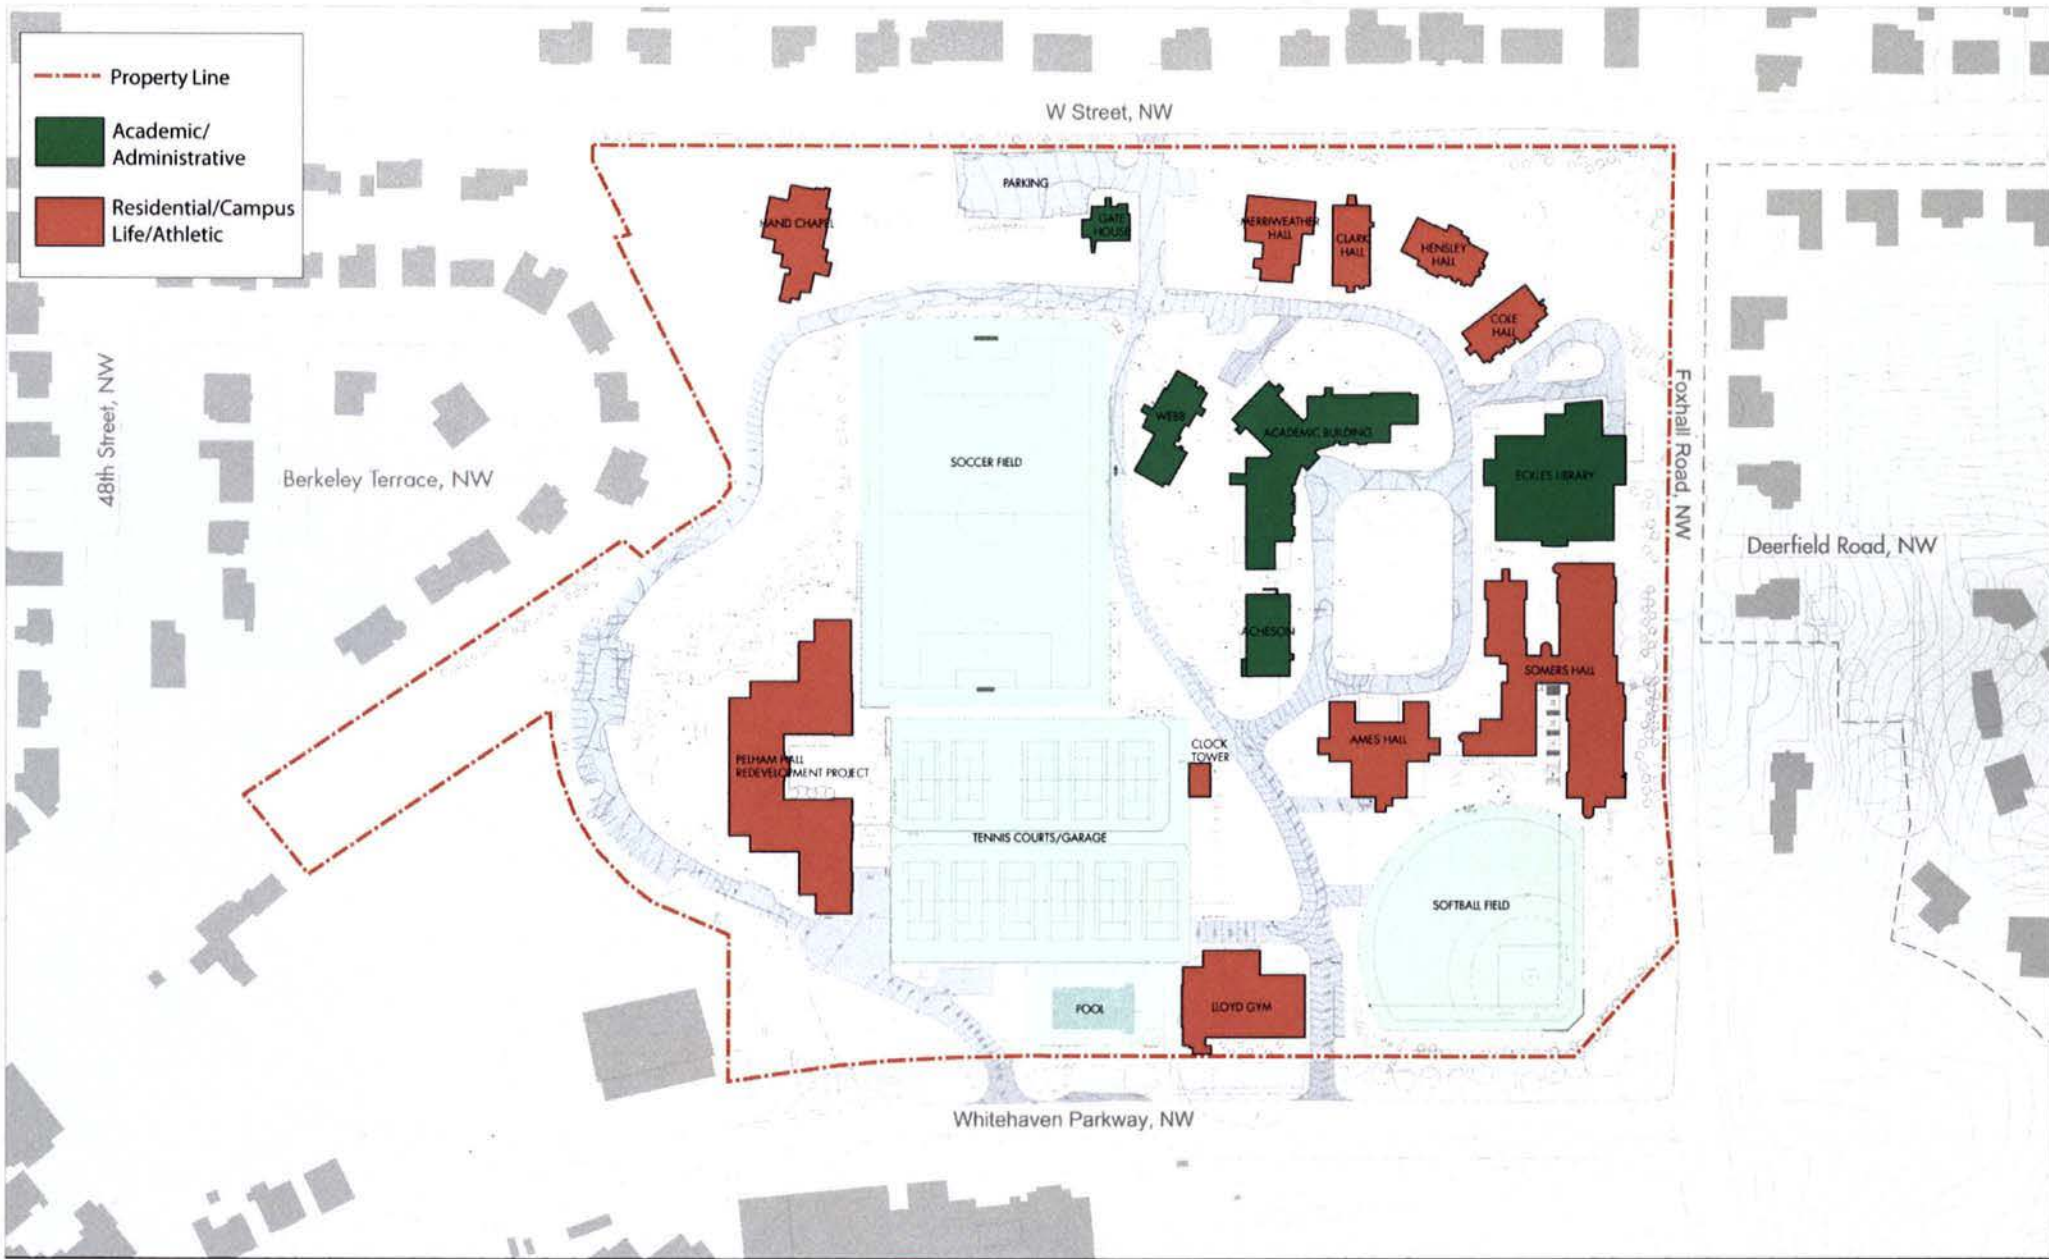 Property Line
Academic/
Administrative
Residential/Campus
Life/Athletic
W Street, NW
PARKING
HAND CHAPEL
GATE
HOUSE
MERRIWEATHER
HALL
CLARK
HALL
HENSLEY
HALL
COLE
HALL
48th Street, NW
Berkeley Terrace, NW
Foxhall Road, NW
Deerfield Road, NW
WEBB
ACADEMIC BUILDING
SOCCER FIELD
ECKLES LIBRARY
ACHESON
SOMERS HALL
AMES HALL
CLOCK
TOWER
PELHAM HALL
REDEVELOPMENT PROJECT
TENNIS COURTS/GARAGE
SOFTBALL FIELD
POOL
LLOYD GYM
Whitehaven Parkway, NW